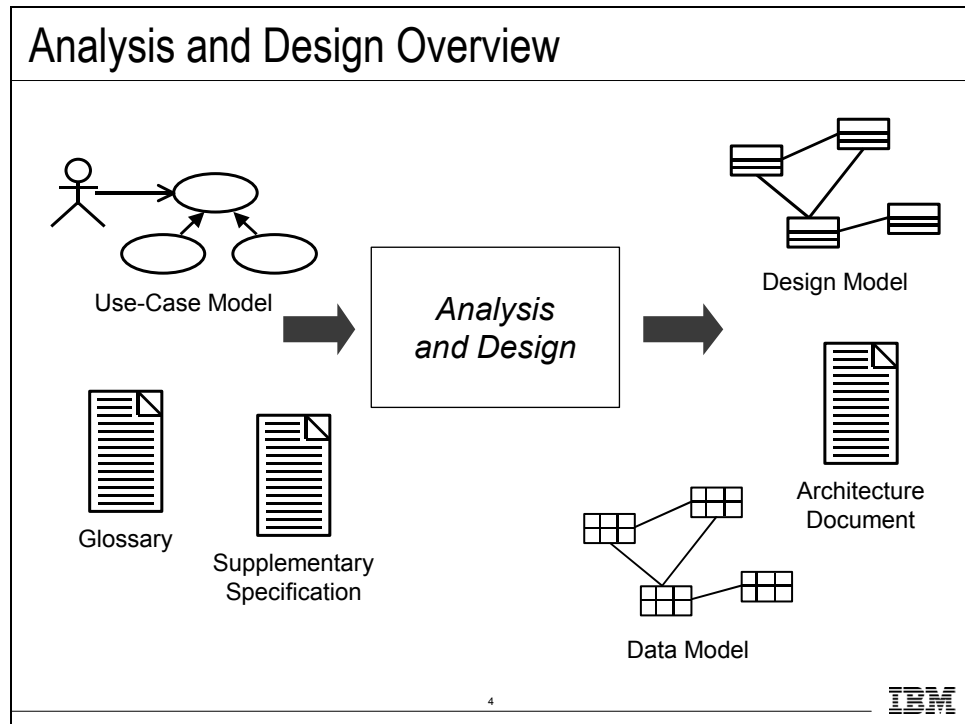 Analysis and Design Overview
Use-Case Model
Analysis
and Design
Design Model
Glossary
Supplementary
Specification
Architecture
Document
Data Model
4
IBM